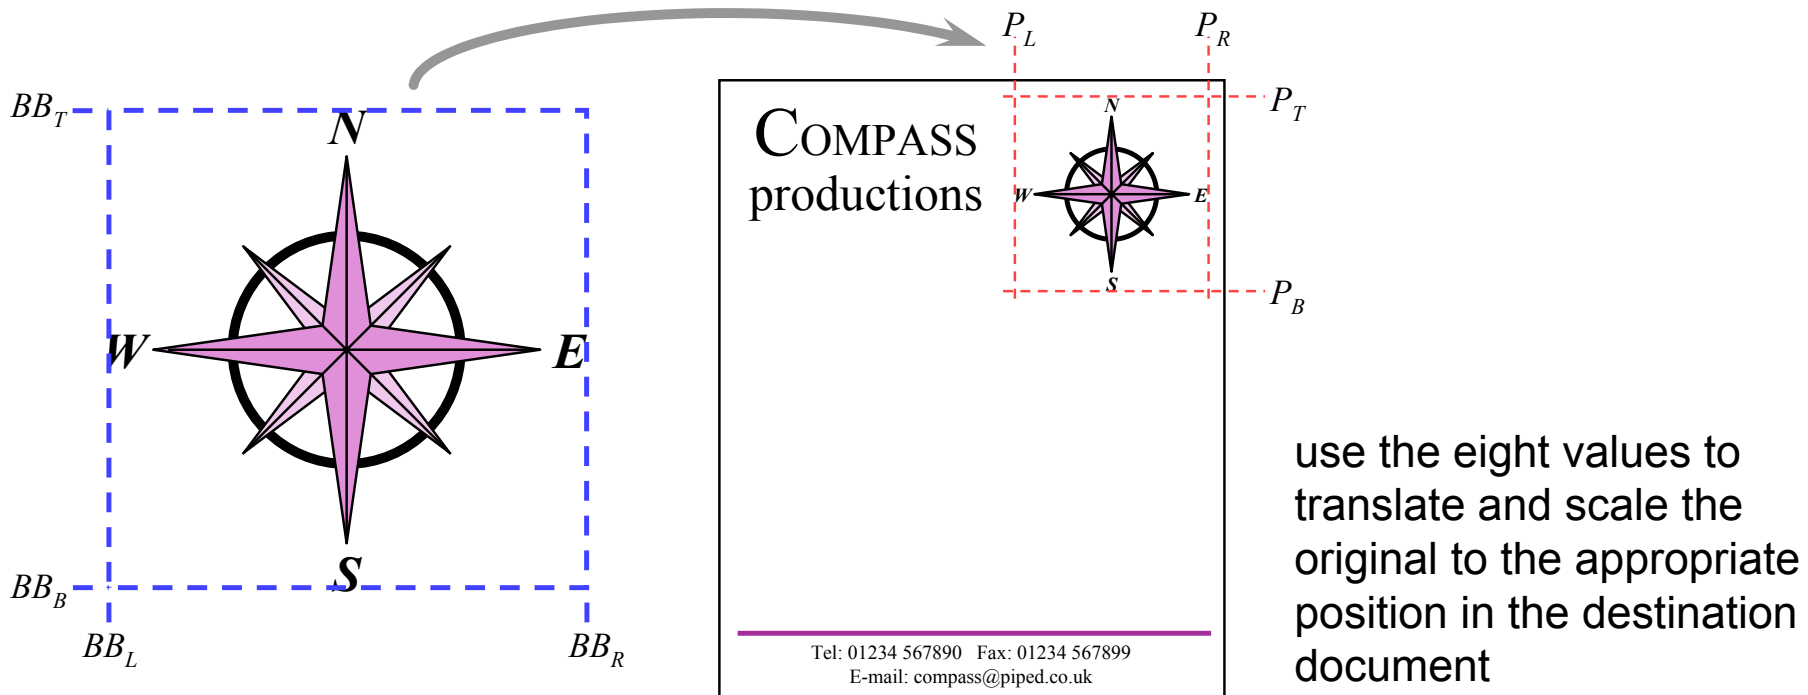 BB_T
N
W
E
S
BB_B
BB_L
BB_R
P_L
P_R
P_T
P_B
COMPASS
productions
N
W
E
S
Tel: 01234 567890 Fax: 01234 567899
E-mail: compass@piped.co.uk
use the eight values to
translate and scale the
original to the appropriate
position in the destination
document